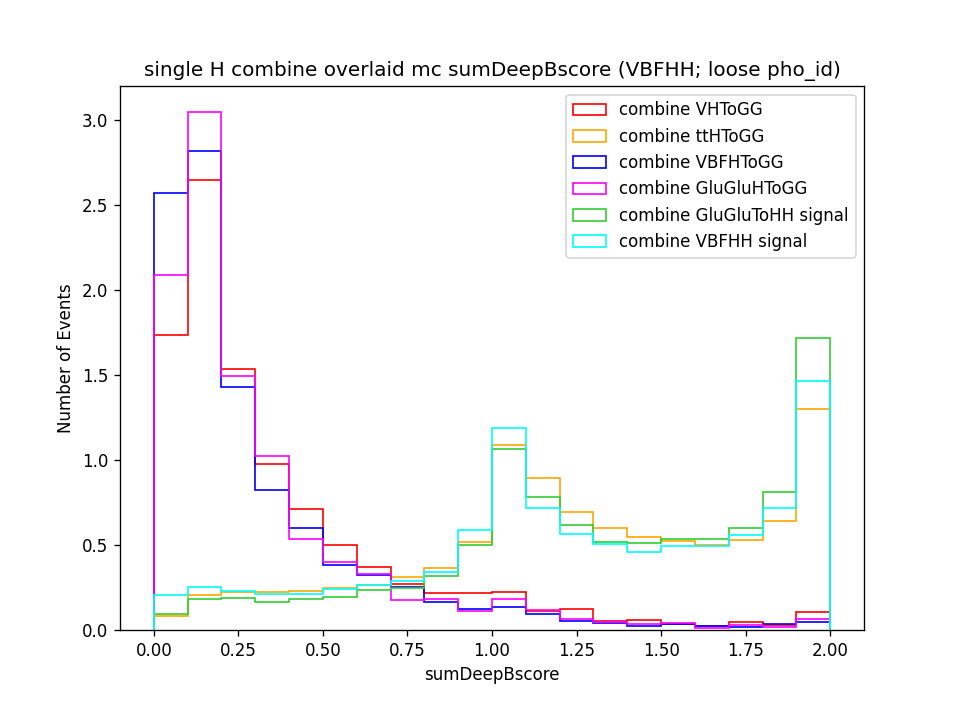 single H combine overlaid mc sumDeepBscore (VBFHH; loose pho_id)
combine VHToGG
combine ttHToGG
combine VBFHToGG
combine GluGluHToGG
combine GluGluToHH signal
combine VBFHH signal
Number of Events
3.0
2.5
2.0
1.5
1.0
0.5
0.0
0.00 0.25 0.50 0.75 1.00 1.25 1.50 1.75 2.00
sumDeepBscore